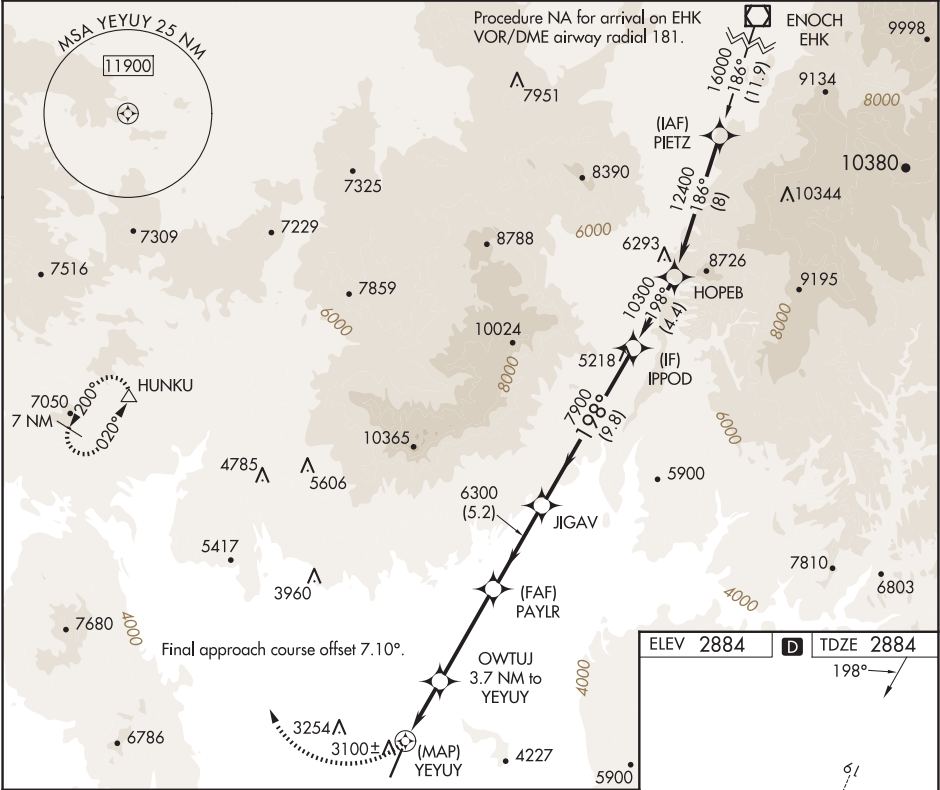 Procedure NA for arrival on EHK
VOR/DME airway radial 181.
ENOCH
EHK
9998
MSA YEYUY 25 NM
11900
7951
16000
186°
(11.9)
9134
8000
(IAF)
PIETZ
10380
7325
8390
12400
186°
(8)
10344
7309
7229
8788
6000
6293
8726
7516
7859
HOPEB
9195
10300
198°
(4.4)
6000
10024
8000
8000
5218
(IF)
IPPOD
HUNKU
7050
7 NM
200°
020°
7900
198°
(9.8)
6000
10365
4785
5606
5900
6300
(5.2)
JIGAV
5417
3960
7810
6803
(FAF)
PAYLR
4000
7680
4000
Final approach course offset 7.10°.
ELEV 2884
D
TDZE 2884
OWTUJ
3.7 NM to
YEYUY
4000
198°
3254
3100±
(MAP)
YEYUY
6786
4227
5900
19